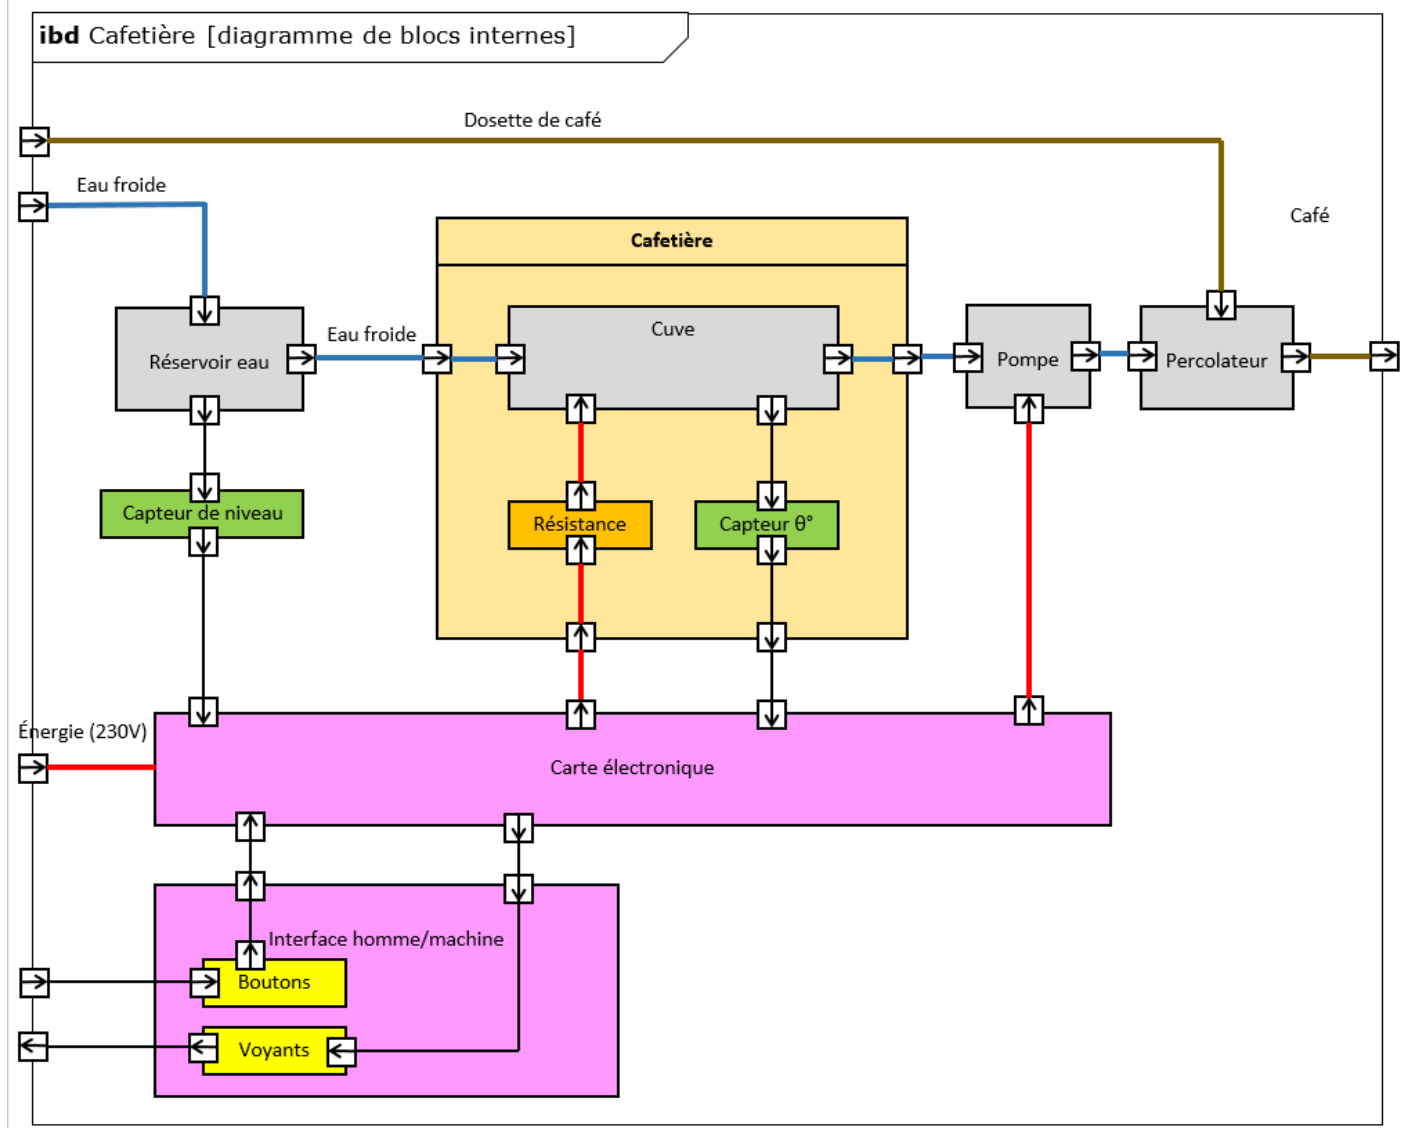 ibd Cafetière [diagramme de blocs internes]
Dosette de café
Eau froide
Café
Cafetière
Eau froide
Cuve
Réservoir eau
Pompe
Percolateur
Capteur de niveau
Résistance
Capteur θ°
Énergie (230V)
Carte électronique
Interface homme/machine
Boutons
Voyants